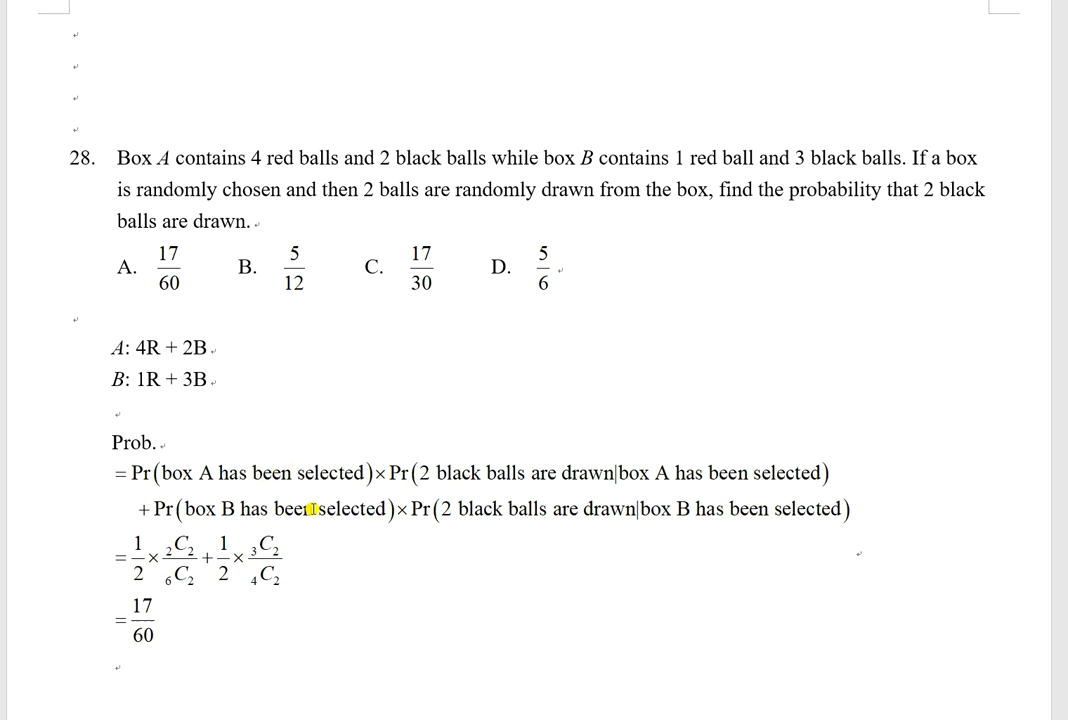 28. Box A contains 4 red balls and 2 black balls while box B contains 1 red ball and 3 black balls. If a box
is randomly chosen and then 2 balls are randomly drawn from the box, find the probability that 2 black
balls are drawn.
A. 17/60 B. 5/12 C. 17/30 D. 5/6
A: 4R + 2B
B: 1R + 3B
Prob.
= Pr(box A has been selected)×Pr(2 black balls are drawn|box A has been selected)
+ Pr(box B has been selected)×Pr(2 black balls are drawn|box B has been selected)
= 1/2 × ₂C₂/₆C₂ + 1/2 × ₃C₂/₄C₂
= 17/60